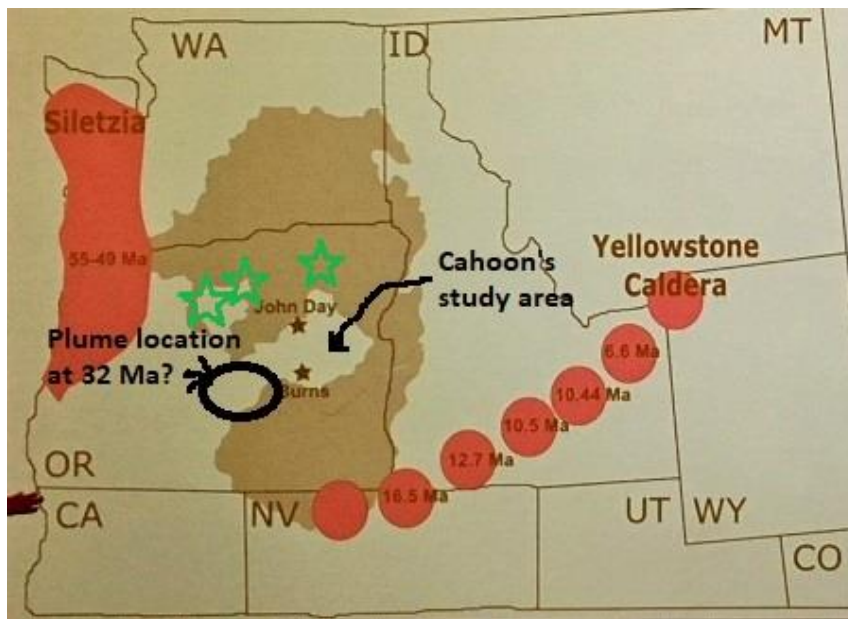 WA
ID
MT
Siletzia
55-49 Ma
Cahoon's
study area
Yellowstone
Caldera
John Day
Plume location
at 32 Ma?
Burns
6.6 Ma
10.44 Ma
10.5 Ma
12.7 Ma
16.5 Ma
OR
CA
NV
UT
WY
CO